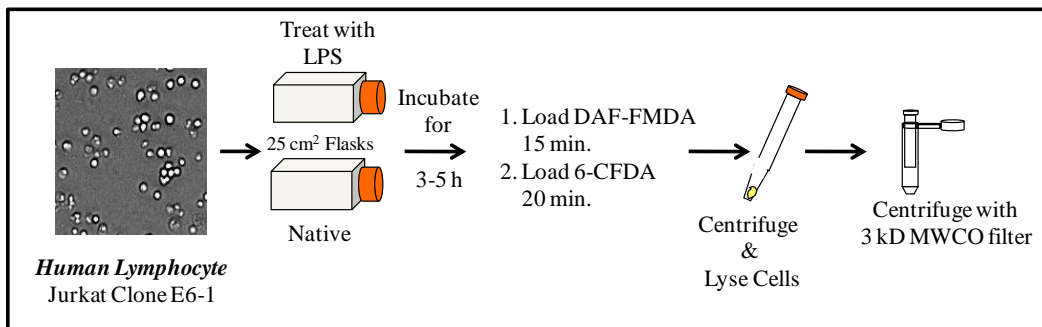 Treat with
LPS
25 cm² Flasks
Native
Human Lymphocyte
Jurkat Clone E6-1
Incubate
for
3-5 h
1. Load DAF-FMDA
15 min.
2. Load 6-CFDA
20 min.
Centrifuge
&
Lyse Cells
Centrifuge with
3 kD MWCO filter